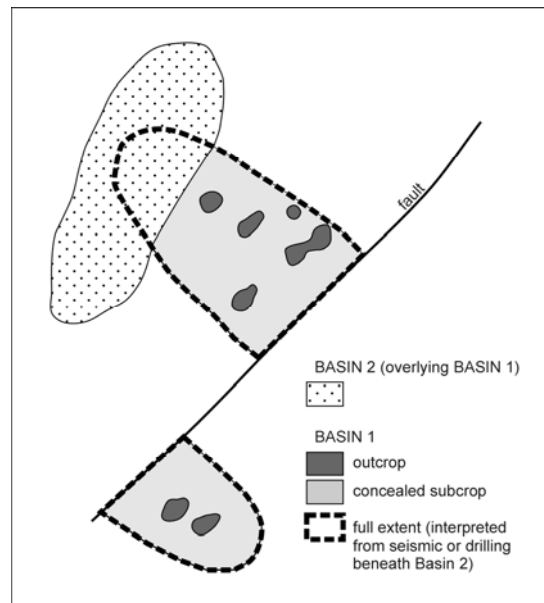 fault
BASIN 2 (overlying BASIN 1)
BASIN 1
outcrop
concealed subcrop
full extent (interpreted
from seismic or drilling
beneath Basin 2)